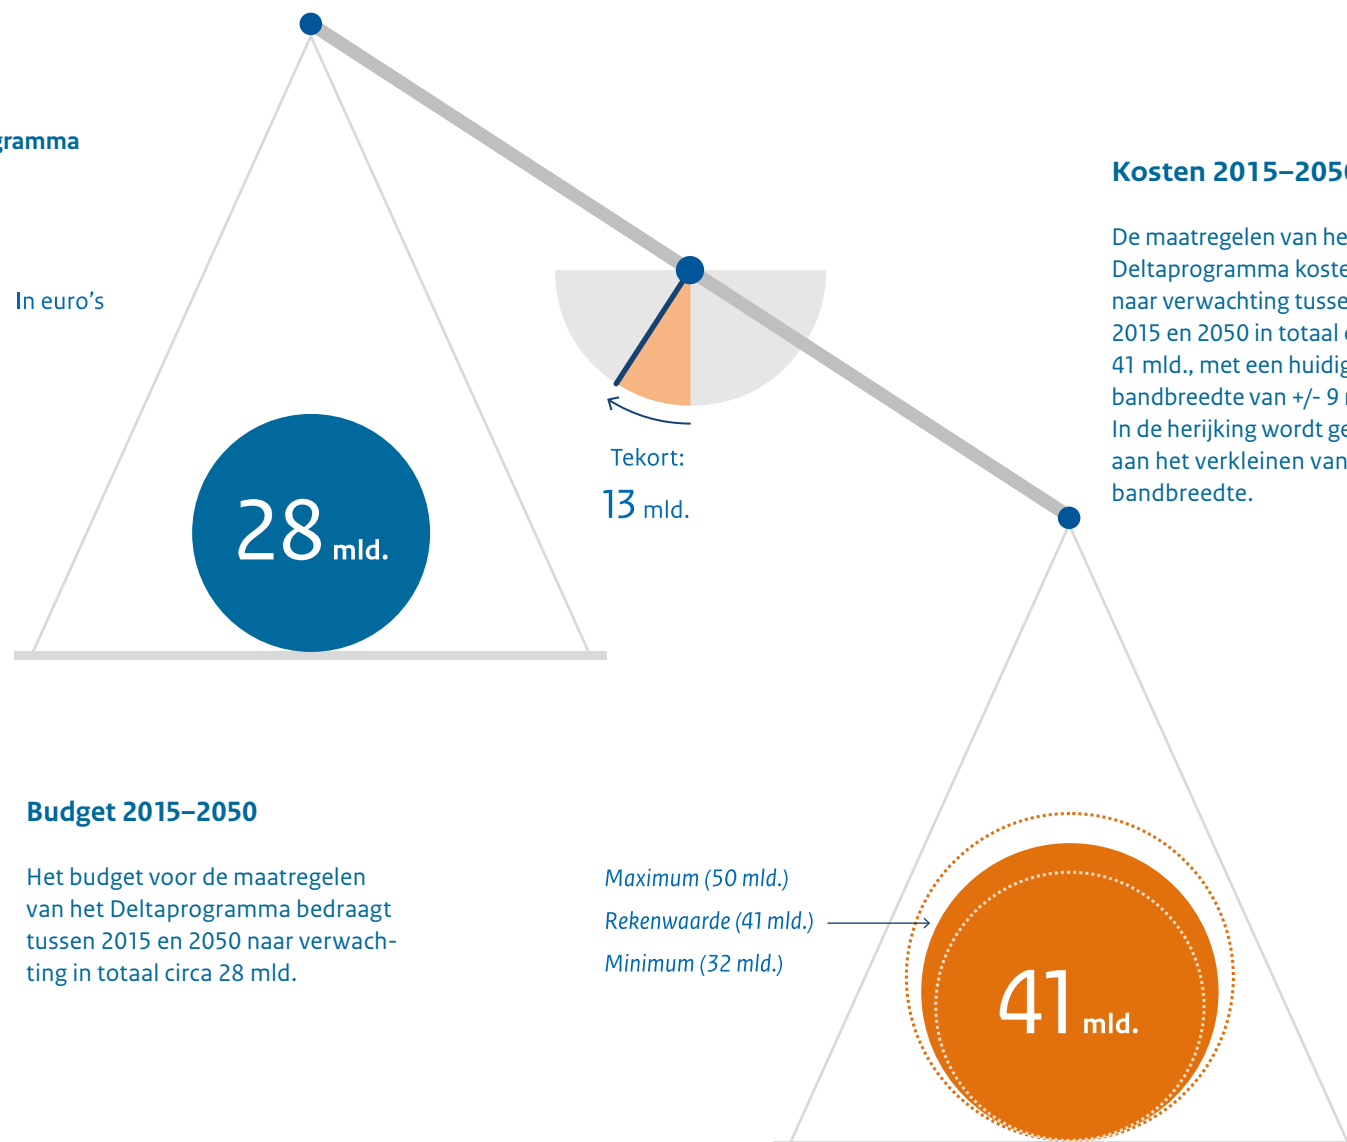 gramma
In euro's
28 mld.
Budget 2015–2050
Het budget voor de maatregelen
van het Deltaprogramma bedraagt
tussen 2015 en 2050 naar verwach-
ting in totaal circa 28 mld.
Tekort:
13 mld.
Kosten 2015–205
De maatregelen van he
Deltaprogramma koste
naar verwachting tusse
2015 en 2050 in totaal
41 mld., met een huidig
bandbreedte van +/- 9
In de herijking wordt ge
aan het verkleinen van
bandbreedte.
Maximum (50 mld.)
Rekenwaarde (41 mld.)
Minimum (32 mld.)
41 mld.